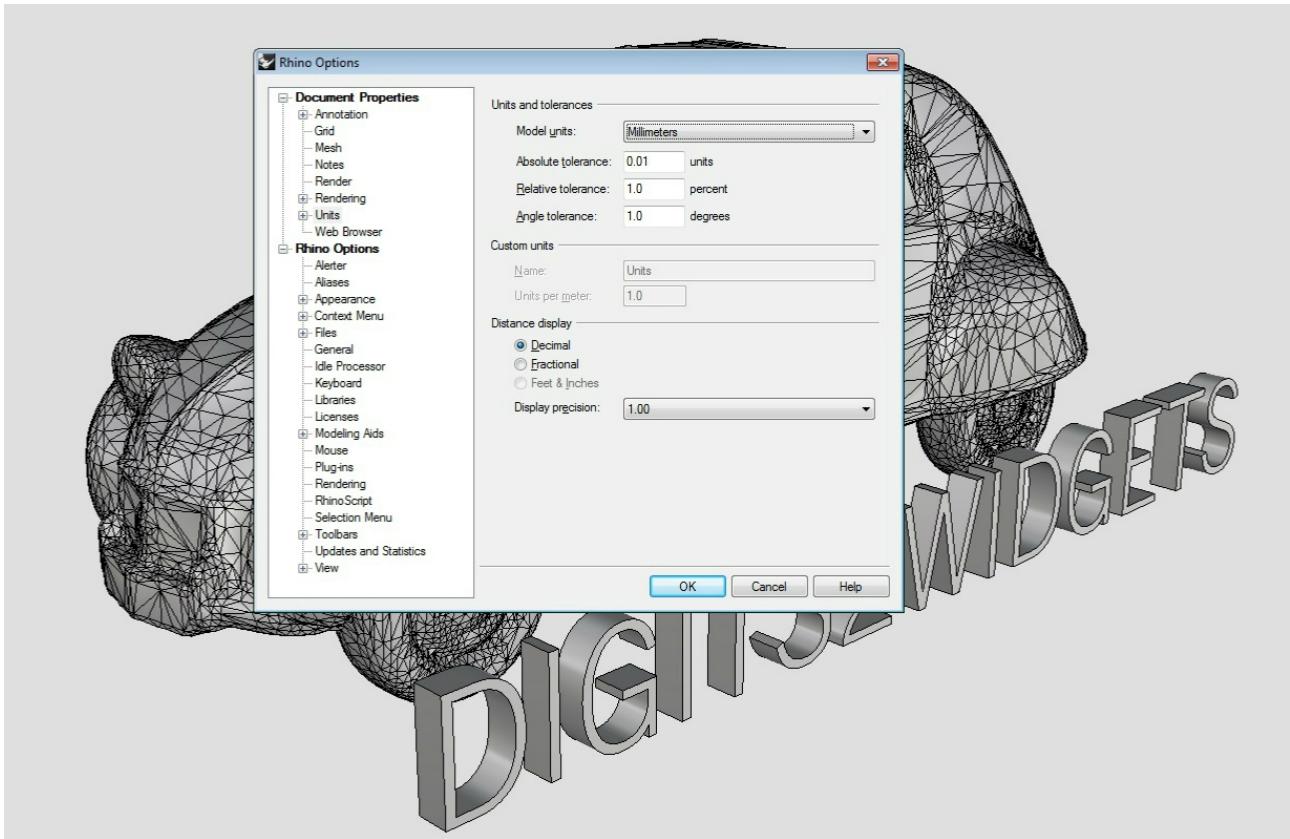 Rhino Options
Document Properties
Annotation
Grid
Mesh
Notes
Render
Rendering
Units
Web Browser
Rhino Options
Alerter
Aliases
Appearance
Context Menu
Files
General
Idle Processor
Keyboard
Libraries
Licenses
Modeling Aids
Mouse
Plug-ins
Rendering
RhinoScript
Selection Menu
Toolbars
Updates and Statistics
View
Units and tolerances
Model units: Millimeters
Absolute tolerance: 0.01 units
Relative tolerance: 1.0 percent
Angle tolerance: 1.0 degrees
Custom units
Name: Units
Units per meter: 1.0
Distance display
Decimal
Fractional
Feet & Inches
Display precision: 1.00
OK Cancel Help
DIGITS2WIDGETS